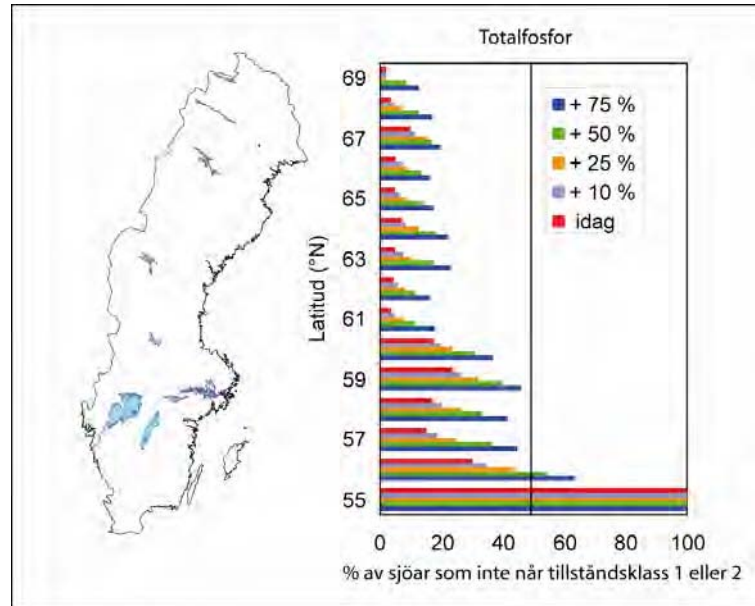 Totalfosfor
69
67
65
63
61
59
57
55
Latitud (°N)
+ 75 %
+ 50 %
+ 25 %
+ 10 %
idag
0 20 40 60 80 100
% av sjöar som inte når tillståndsklass 1 eller 2